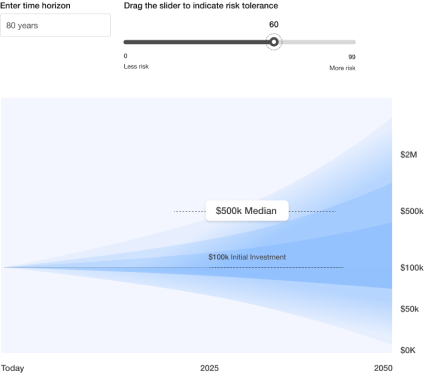 Enter time horizon
Drag the slider to indicate risk tolerance
80 years
60
0
99
Less risk
More risk
$2M
$500k Median
$500k
$100k Initial Investment
$100k
$50k
$0K
Today
2025
2050